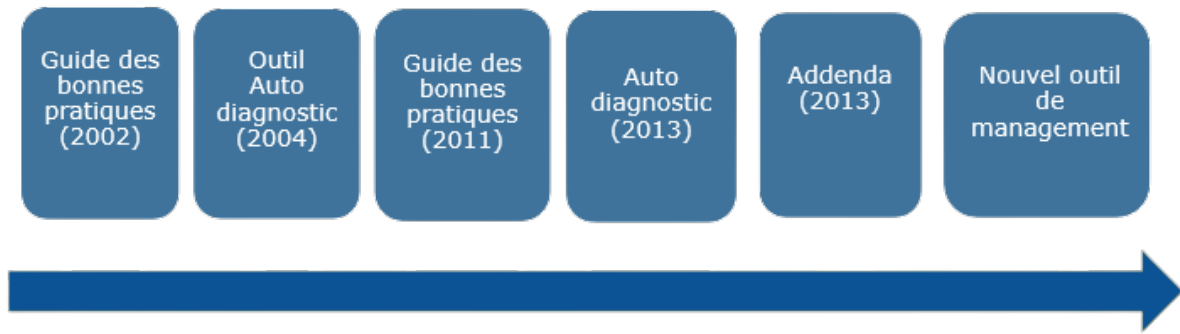 Guide des
bonnes
pratiques
(2002)
Outil
Auto
diagnostic
(2004)
Guide des
bonnes
pratiques
(2011)
Auto
diagnostic
(2013)
Addenda
(2013)
Nouvel outil
de
management